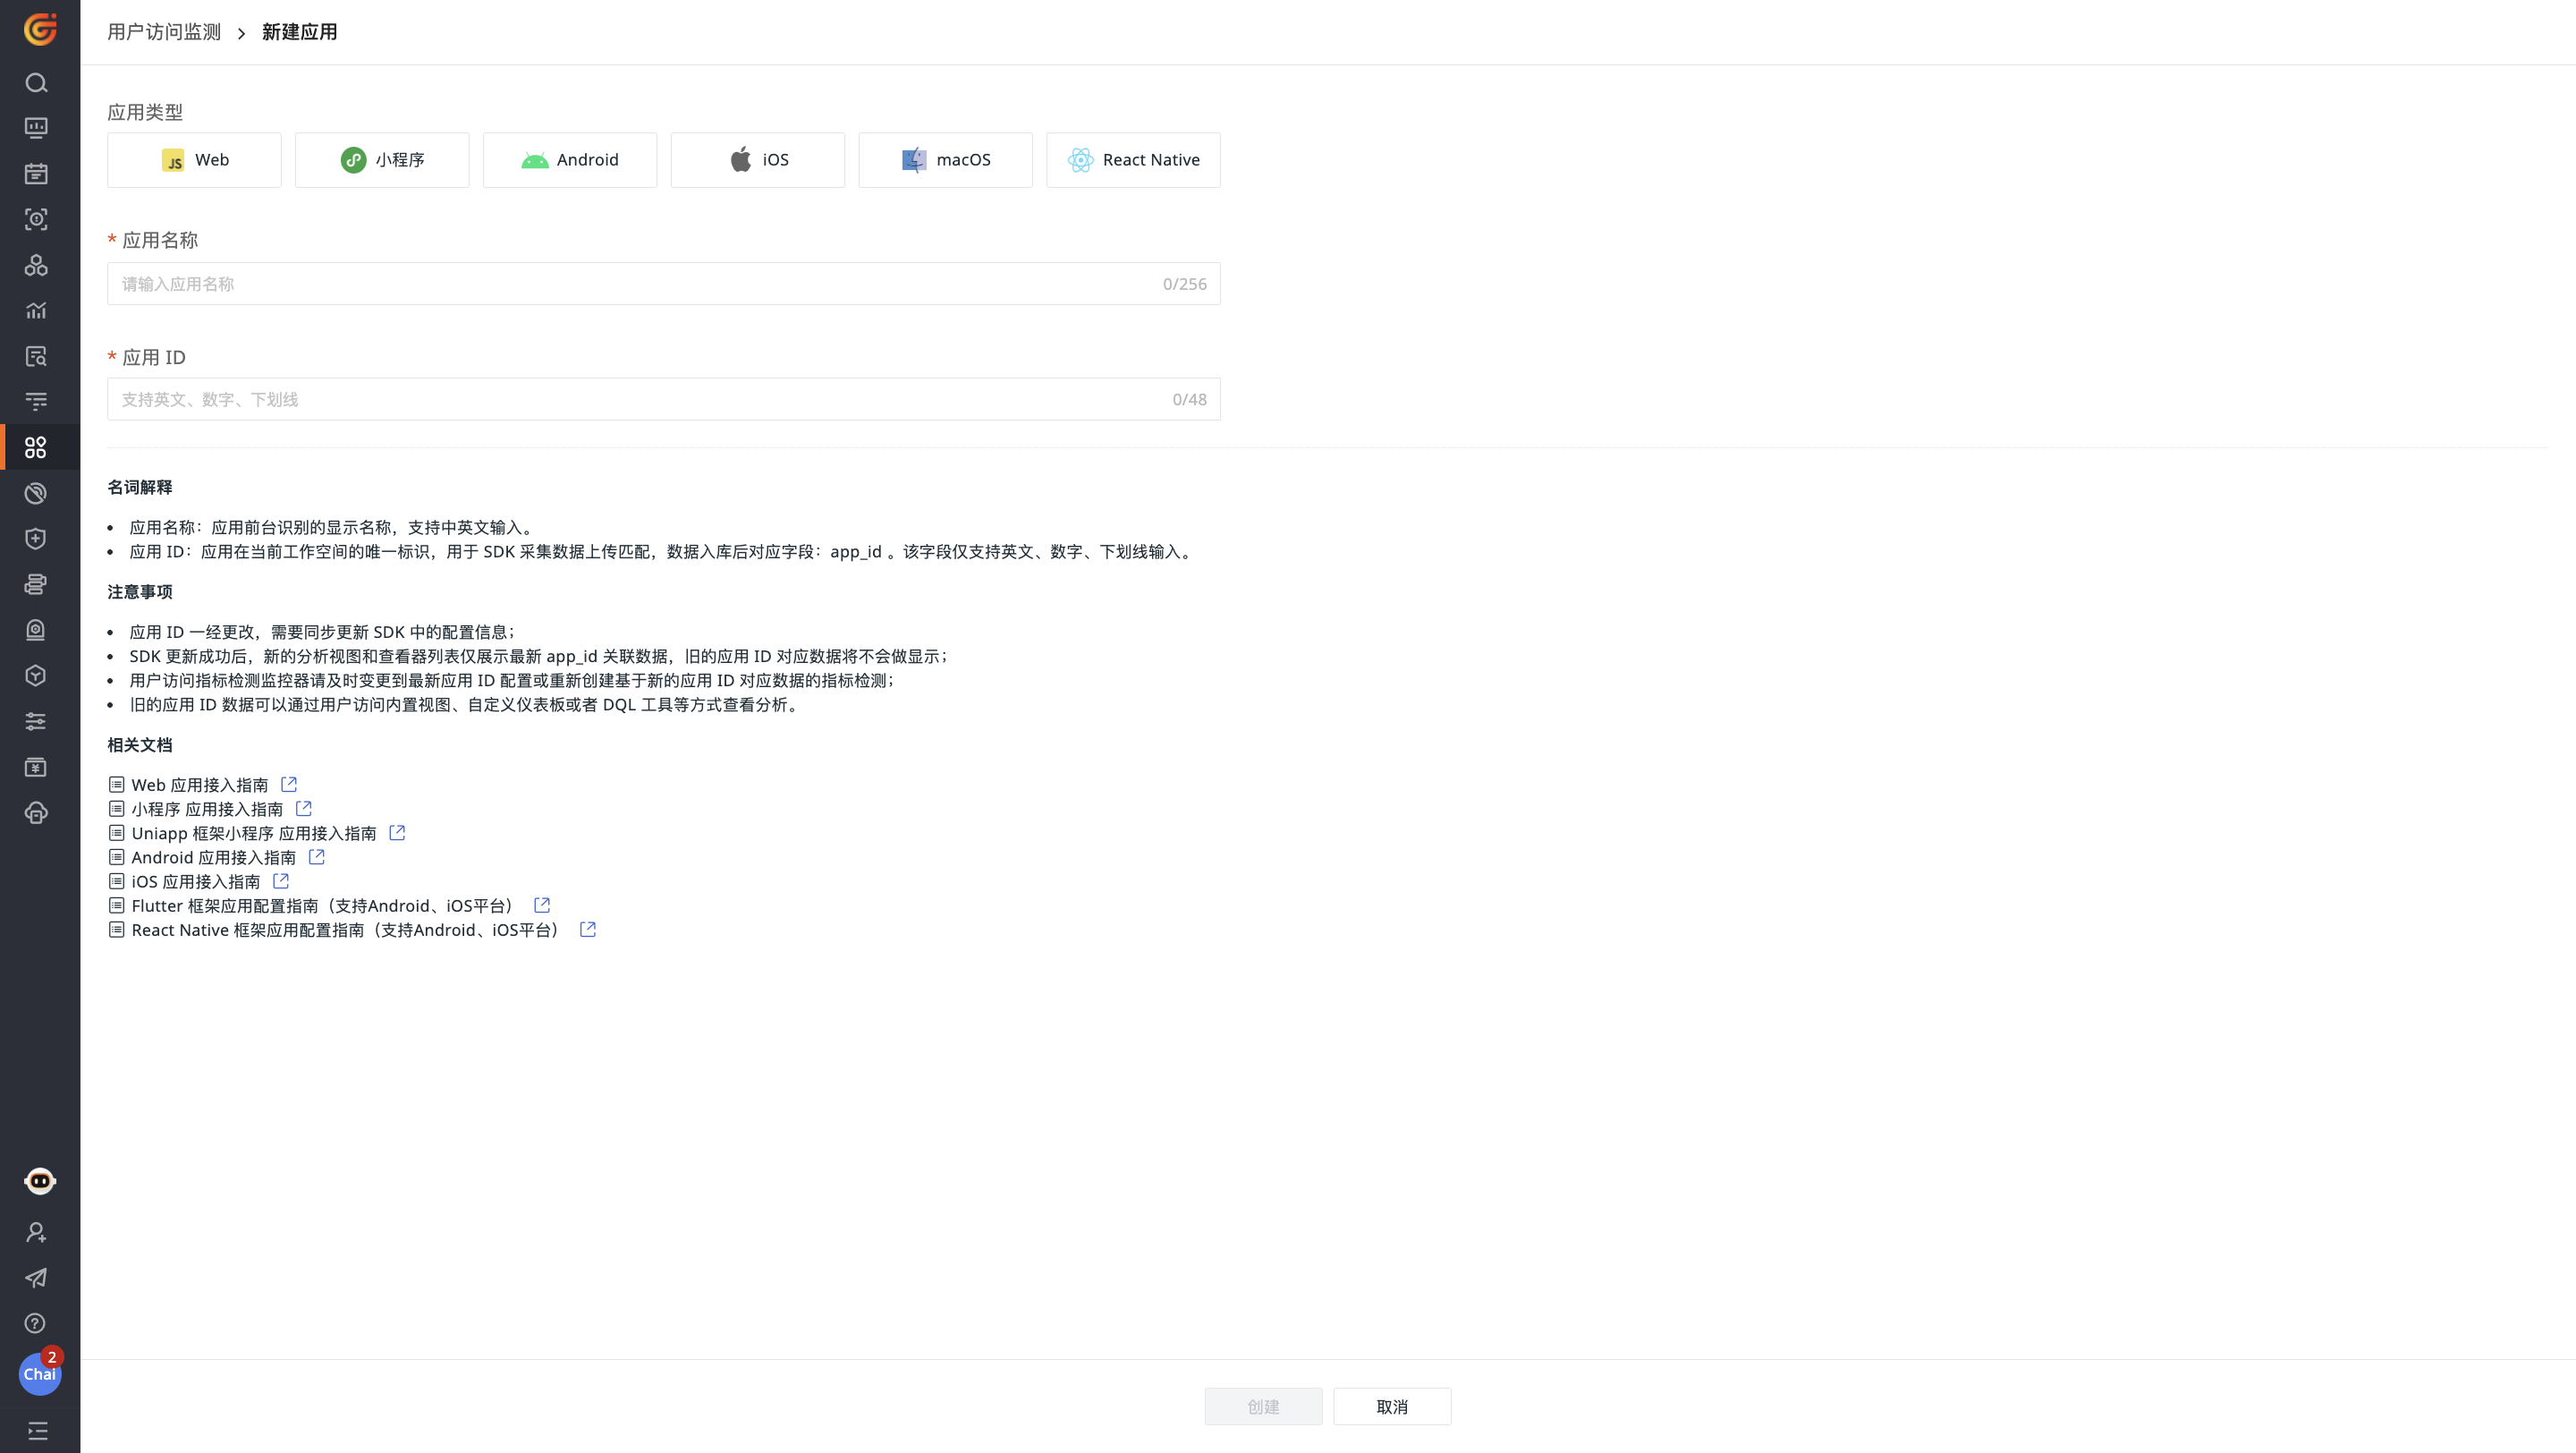 用户访问监测 > 新建应用
应用类型
JS Web
小程序
Android
iOS
macOS
React Native
* 应用名称
请输入应用名称 0/256
* 应用 ID
支持英文、数字、下划线 0/48
名词解释
• 应用名称：应用前台识别的显示名称，支持中英文输入。
• 应用 ID：应用在当前工作空间的唯一标识，用于 SDK 采集数据上传匹配，数据入库后对应字段：app_id 。该字段仅支持英文、数字、下划线输入。
注意事项
• 应用 ID 一经更改，需要同步更新 SDK 中的配置信息；
• SDK 更新成功后，新的分析视图和查看器列表仅展示最新 app_id 关联数据，旧的应用 ID 对应数据将不会做显示；
• 用户访问指标检测监控器请及时变更到最新应用 ID 配置或重新创建基于新的应用 ID 对应数据的指标检测；
• 旧的应用 ID 数据可以通过用户访问内置视图、自定义仪表板或者 DQL 工具等方式查看分析。
相关文档
Web 应用接入指南
小程序 应用接入指南
Uniapp 框架小程序 应用接入指南
Android 应用接入指南
iOS 应用接入指南
Flutter 框架应用配置指南（支持Android、iOS平台）
React Native 框架应用配置指南（支持Android、iOS平台）
2
Chai
创建
取消